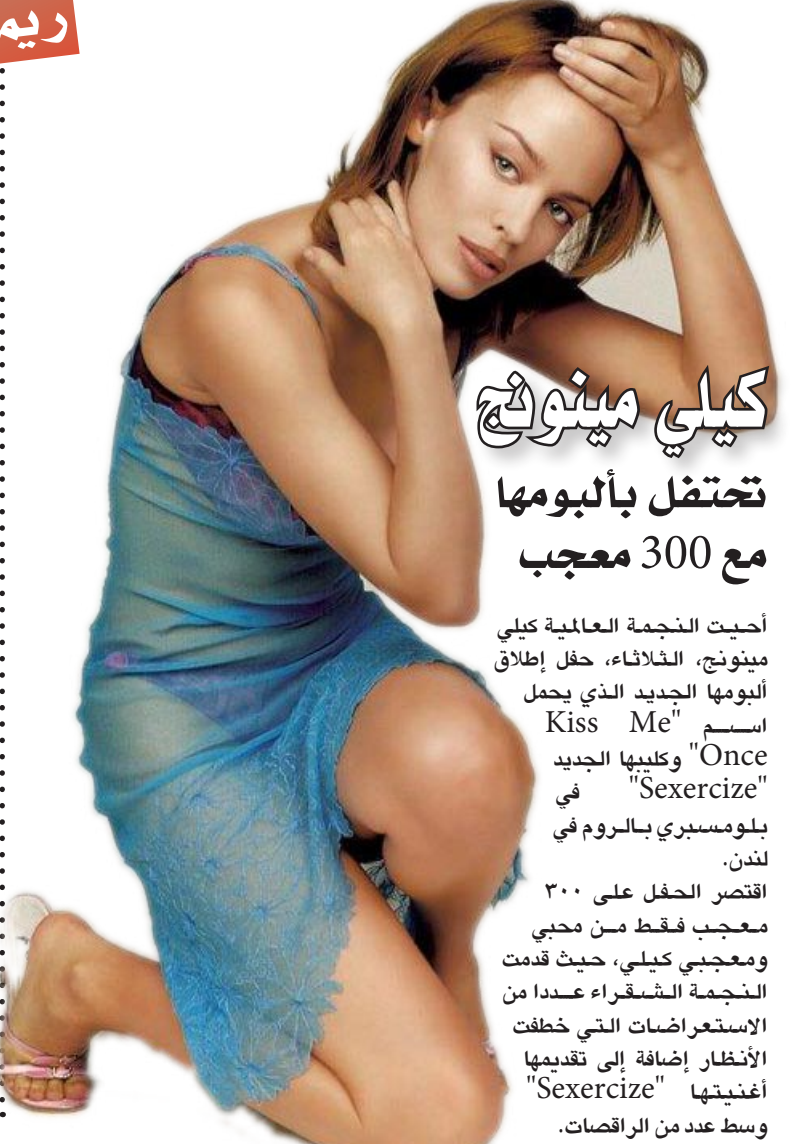 ريم
كيلي مينونج
تحتفل بألبومها
مع 300 معجب
أحيت النجمة العالمية كيلي
مينونج، الثلاثاء، حفل إطلاق
ألبومها الجديد الذي يحمل
اسم "Kiss Me
Once" وكليبها الجديد
"Sexercize" في
بلومسبري بالروم في
لندن.
اقتصر الحفل على ٣٠٠
معجب فقط من محبي
ومعجبي كيلي، حيث قدمت
النجمة الشقراء عددا من
الاستعراضات التي خطفت
الأنظار إضافة إلى تقديمها
أغنيتها "Sexercize"
وسط عدد من الراقصات.